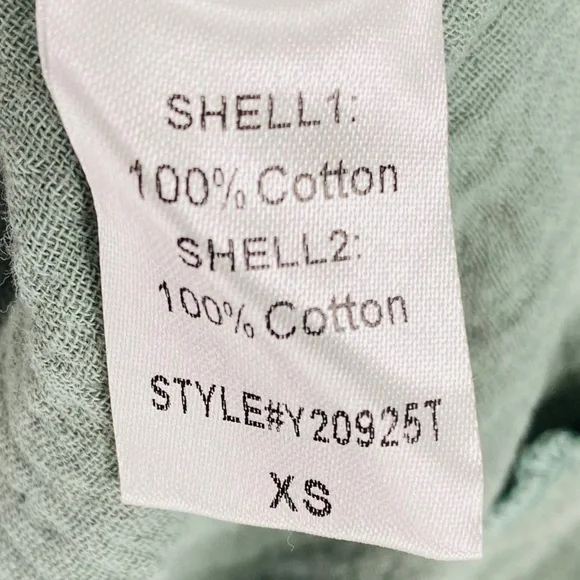 SHELL1:
100% Cotton
SHELL2:
100% Cotton
STYLE#Y20925T
XS